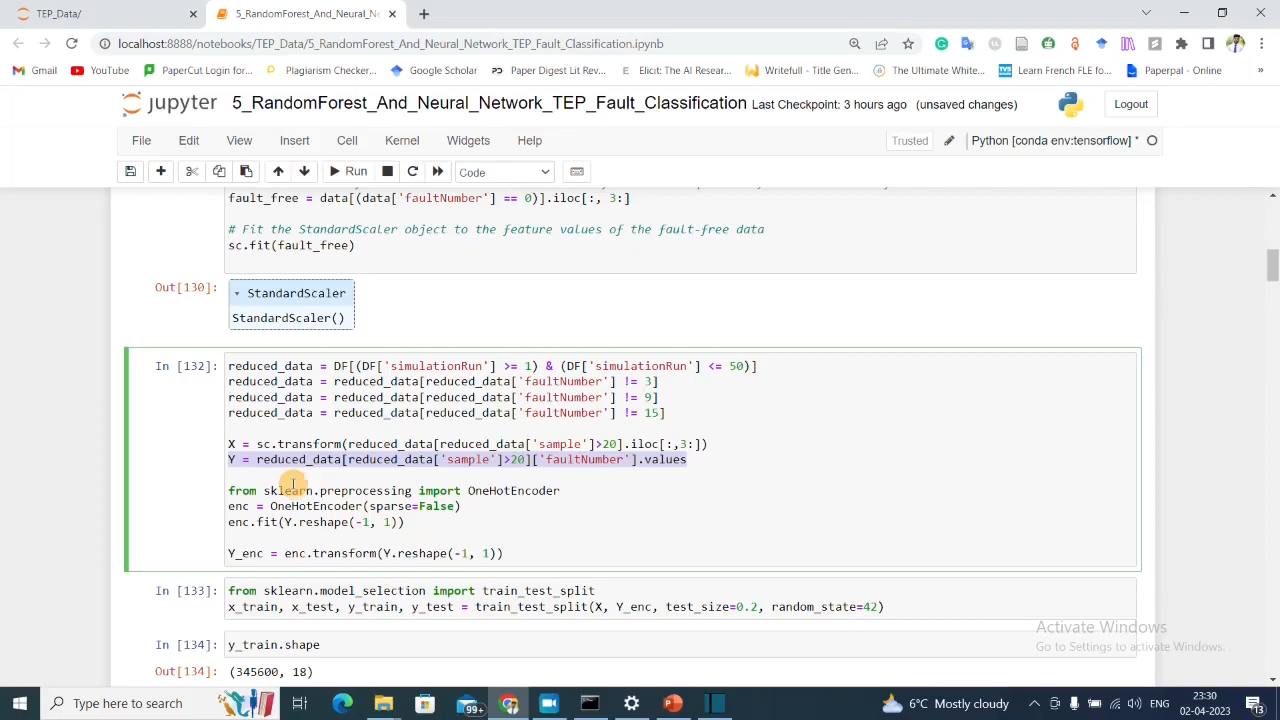 TEP_Data/
5_RandomForest_And_Neural_Ne
localhost:8888/notebooks/TEP_Data/5_RandomForest_And_Neural_Network_TEP_Fault_Classification.ipynb
Gmail
YouTube
PaperCut Login for...
Plagiarism Checker...
Google Scholar
Paper Digest Lit Rev...
Elicit: The AI Resear...
Writefull - Title Gen...
The Ultimate White...
Learn French FLE fo...
Paperpal - Online
»
jupyter
5_RandomForest_And_Neural_Network_TEP_Fault_Classification
Last Checkpoint: 3 hours ago (unsaved changes)
Logout
File
Edit
View
Insert
Cell
Kernel
Widgets
Help
Trusted
Python [conda env:tensorflow] *
Run
Code
fault_free = data[(data['faultNumber'] == 0)].iloc[:, 3:]
# Fit the StandardScaler object to the feature values of the fault-free data
sc.fit(fault_free)
Out[130]:
StandardScaler
StandardScaler()
In [132]:
reduced_data = DF[(DF['simulationRun'] >= 1) & (DF['simulationRun'] <= 50)]
reduced_data = reduced_data[reduced_data['faultNumber'] != 3]
reduced_data = reduced_data[reduced_data['faultNumber'] != 9]
reduced_data = reduced_data[reduced_data['faultNumber'] != 15]
X = sc.transform(reduced_data[reduced_data['sample']>20].iloc[:,3:])
Y = reduced_data[reduced_data['sample']>20]['faultNumber'].values
from sklearn.preprocessing import OneHotEncoder
enc = OneHotEncoder(sparse=False)
enc.fit(Y.reshape(-1, 1))
Y_enc = enc.transform(Y.reshape(-1, 1))
In [133]:
from sklearn.model_selection import train_test_split
x_train, x_test, y_train, y_test = train_test_split(X, Y_enc, test_size=0.2, random_state=42)
Activate Windows
Go to Settings to activate Windows.
In [134]:
y_train.shape
Out[134]:
(345600, 18)
Type here to search
99+
6°C Mostly cloudy
ENG
23:30
02-04-2023
13